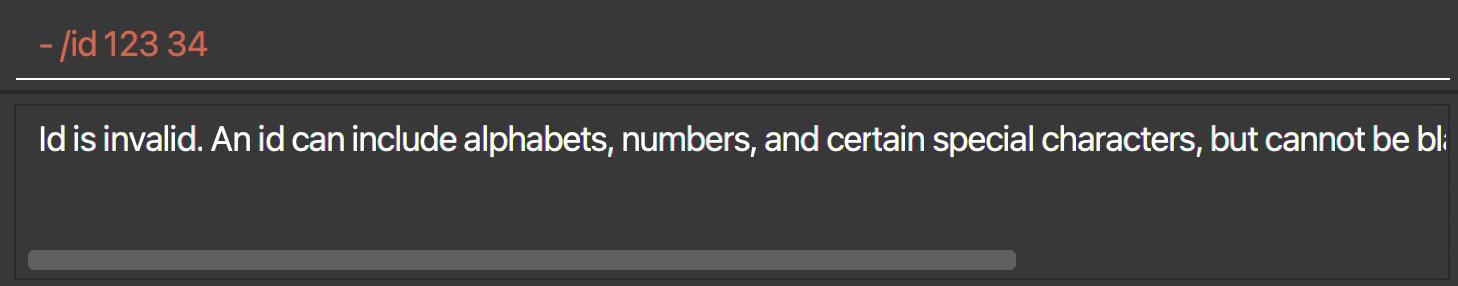 - /id 123 34
Id is invalid. An id can include alphabets, numbers, and certain special characters, but cannot be